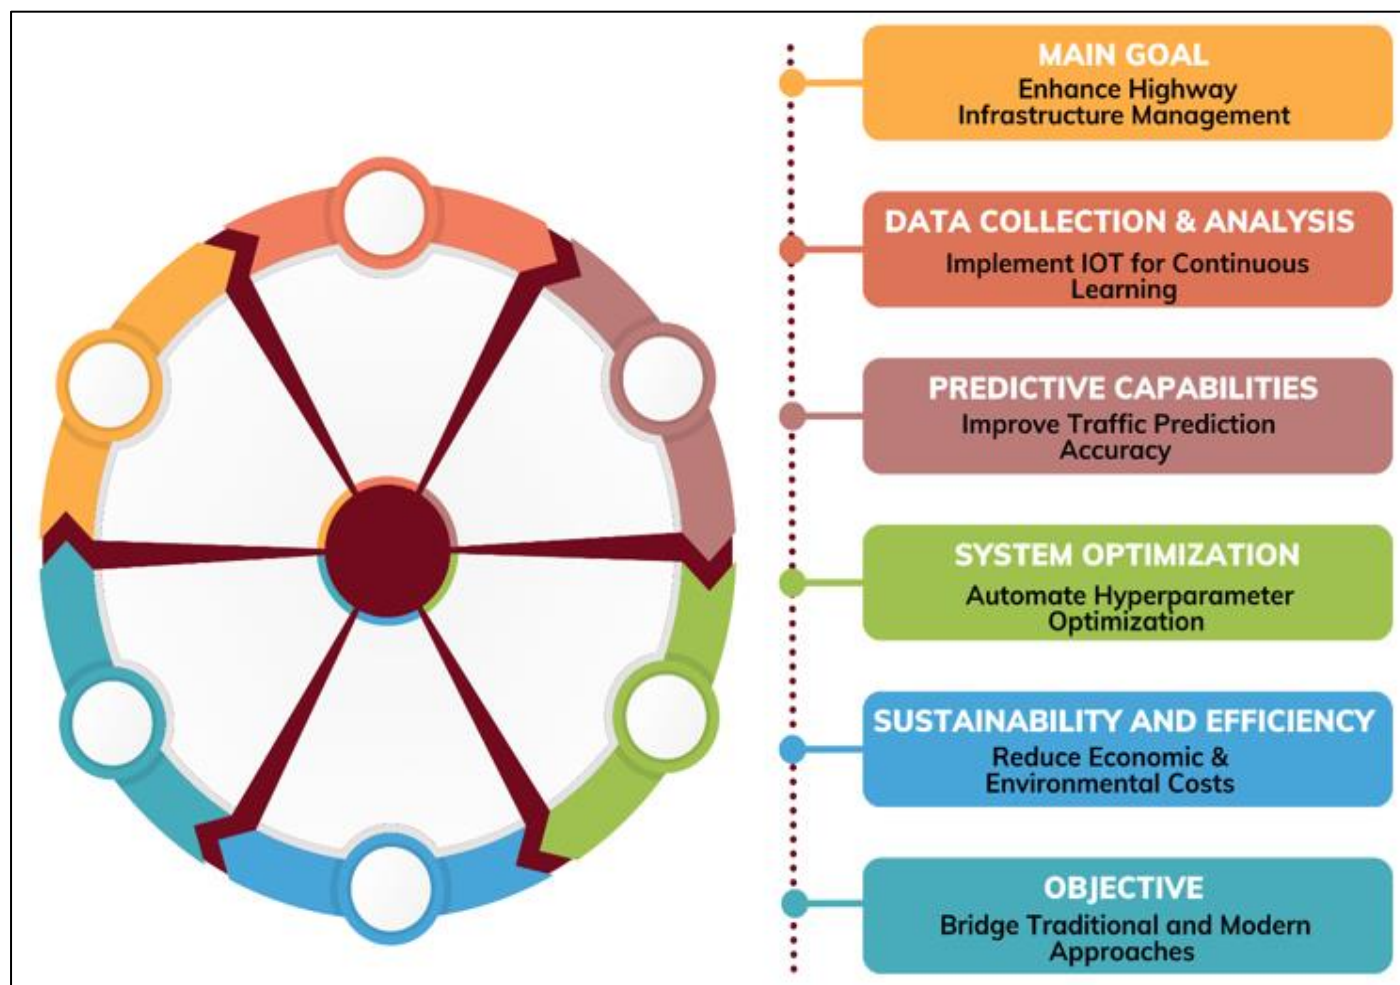 MAIN GOAL
Enhance Highway
Infrastructure Management
DATA COLLECTION & ANALYSIS
Implement IOT for Continuous
Learning
PREDICTIVE CAPABILITIES
Improve Traffic Prediction
Accuracy
SYSTEM OPTIMIZATION
Automate Hyperparameter
Optimization
SUSTAINABILITY AND EFFICIENCY
Reduce Economic &
Environmental Costs
OBJECTIVE
Bridge Traditional and Modern
Approaches